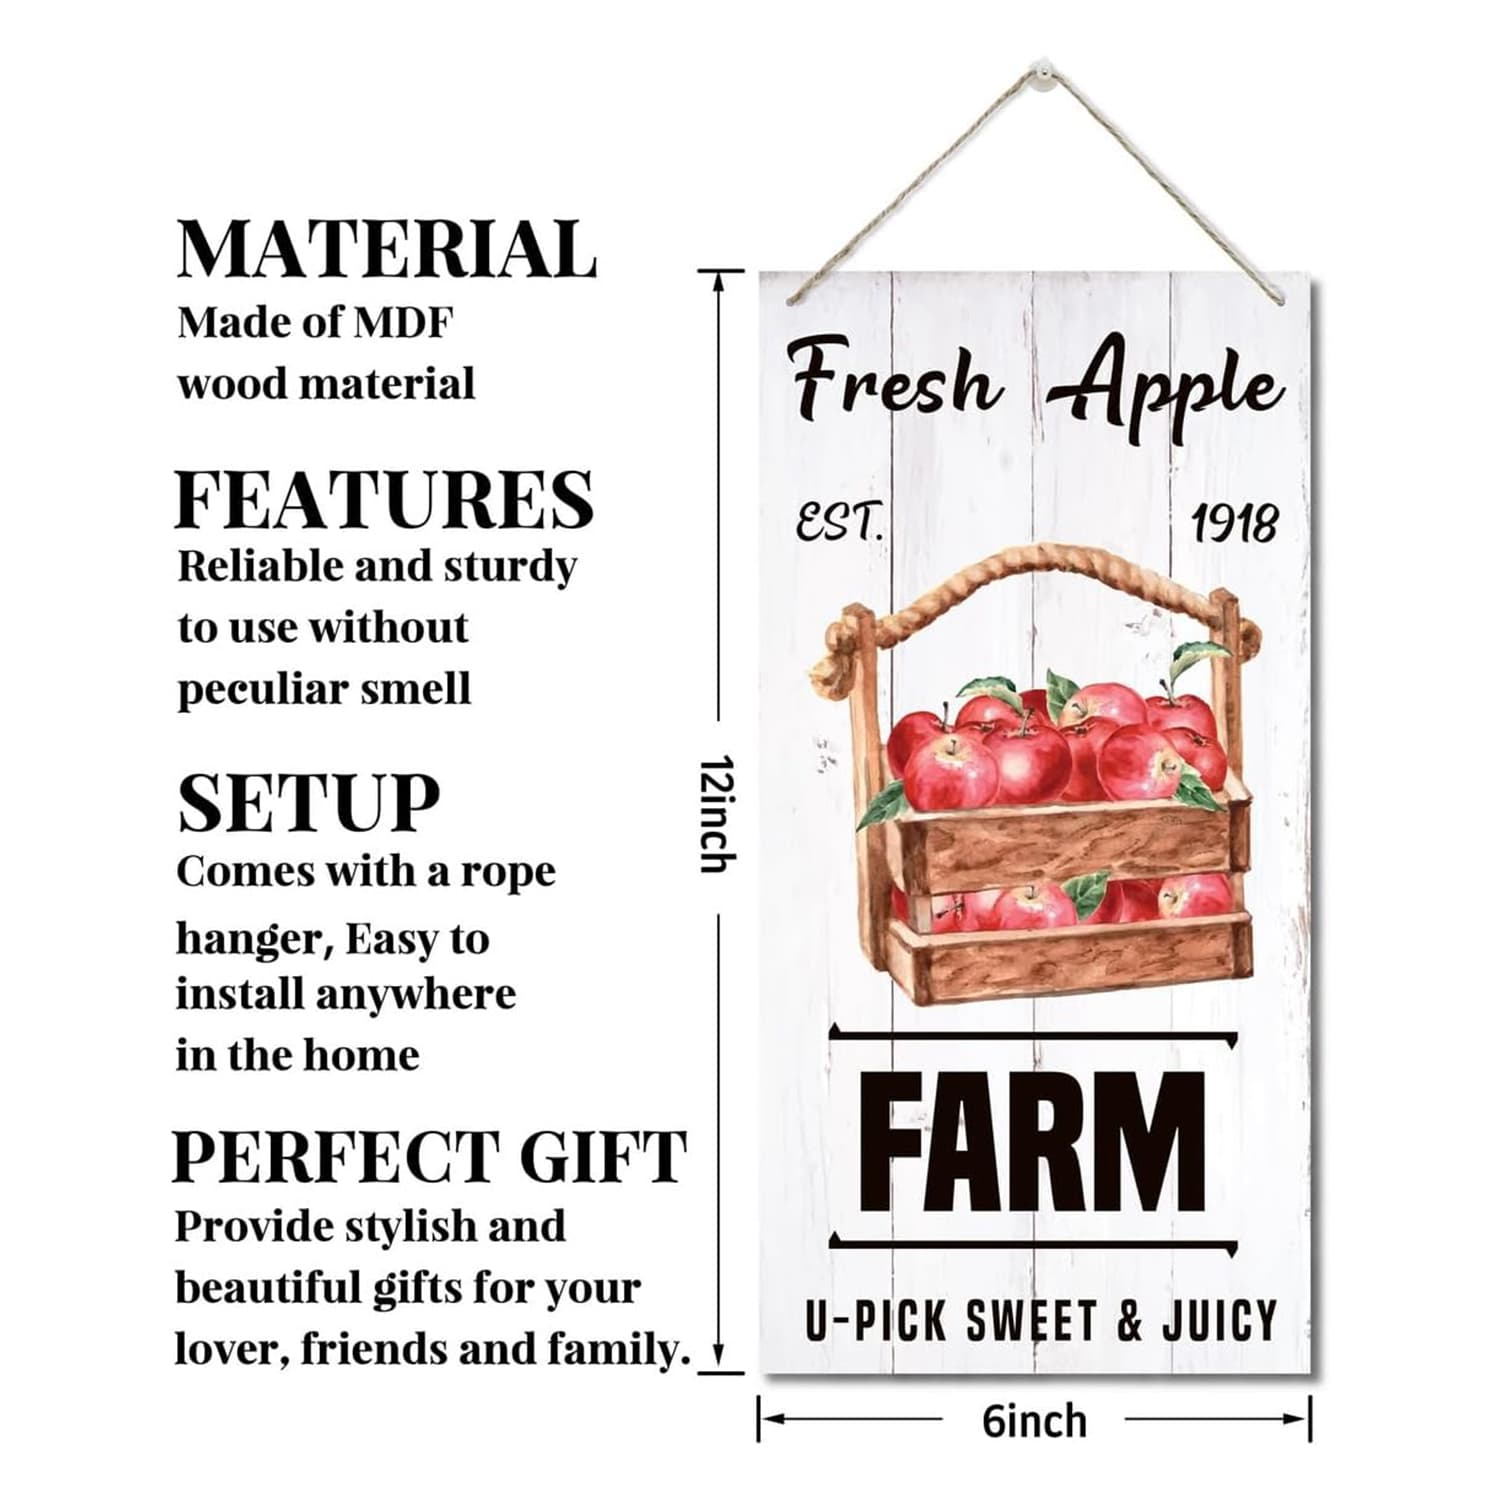 MATERIAL
Made of MDF
wood material
FEATURES
Reliable and sturdy
to use without
peculiar smell
SETUP
Comes with a rope
hanger, Easy to
install anywhere
in the home
PERFECT GIFT
Provide stylish and
beautiful gifts for your
lover, friends and family.
12inch
Fresh Apple
EST. 1918
FARM
U-PICK SWEET & JUICY
6inch